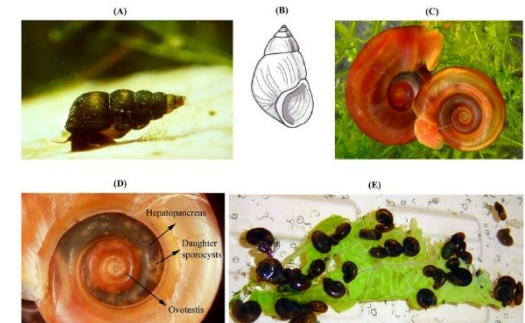 (A)
(B)
(C)
(D)
Hepatopancreas
Daughter
sporocysts
Ovotestis
(E)